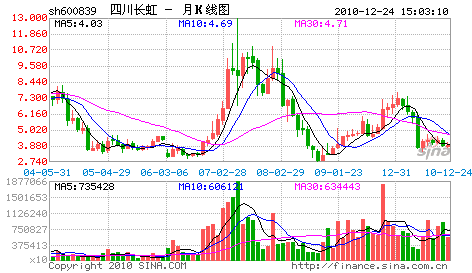 sh600839 四川长虹 - 月K线图 2010-12-24 15:03:10
MA5:4.03 MA10:4.69 MA30:4.71
13.000
11.860
10.720
9.580
8.440
7.300
6.160
5.020
3.880
2.740
sina
04-05-31 05-04-04 06-03-06 07-02-28 08-02-29 09-01-23 12-31 10-12-24
MA5:735428 MA10:606121 MA30:634443
1877066
1501653
1126240
750827
375413
in100
Copyright 2010 SINA.COM http://finance.sina.com.cn